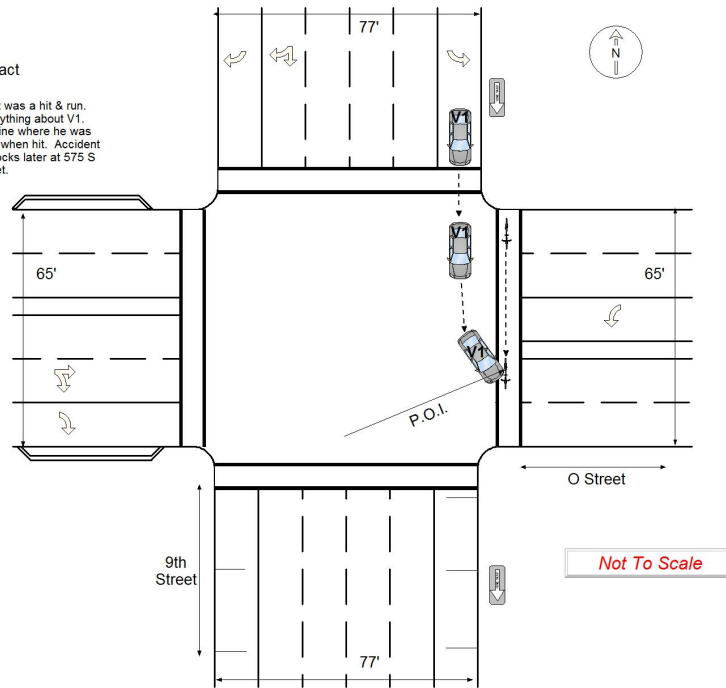 77'
N
act
t was a hit & run.
ything about V1.
ine where he was
when hit. Accident
ocks later at 575 S
et.
V1
V1
65'
65'
V1
P.O.I.
O Street
9th
Street
Not To Scale
77'